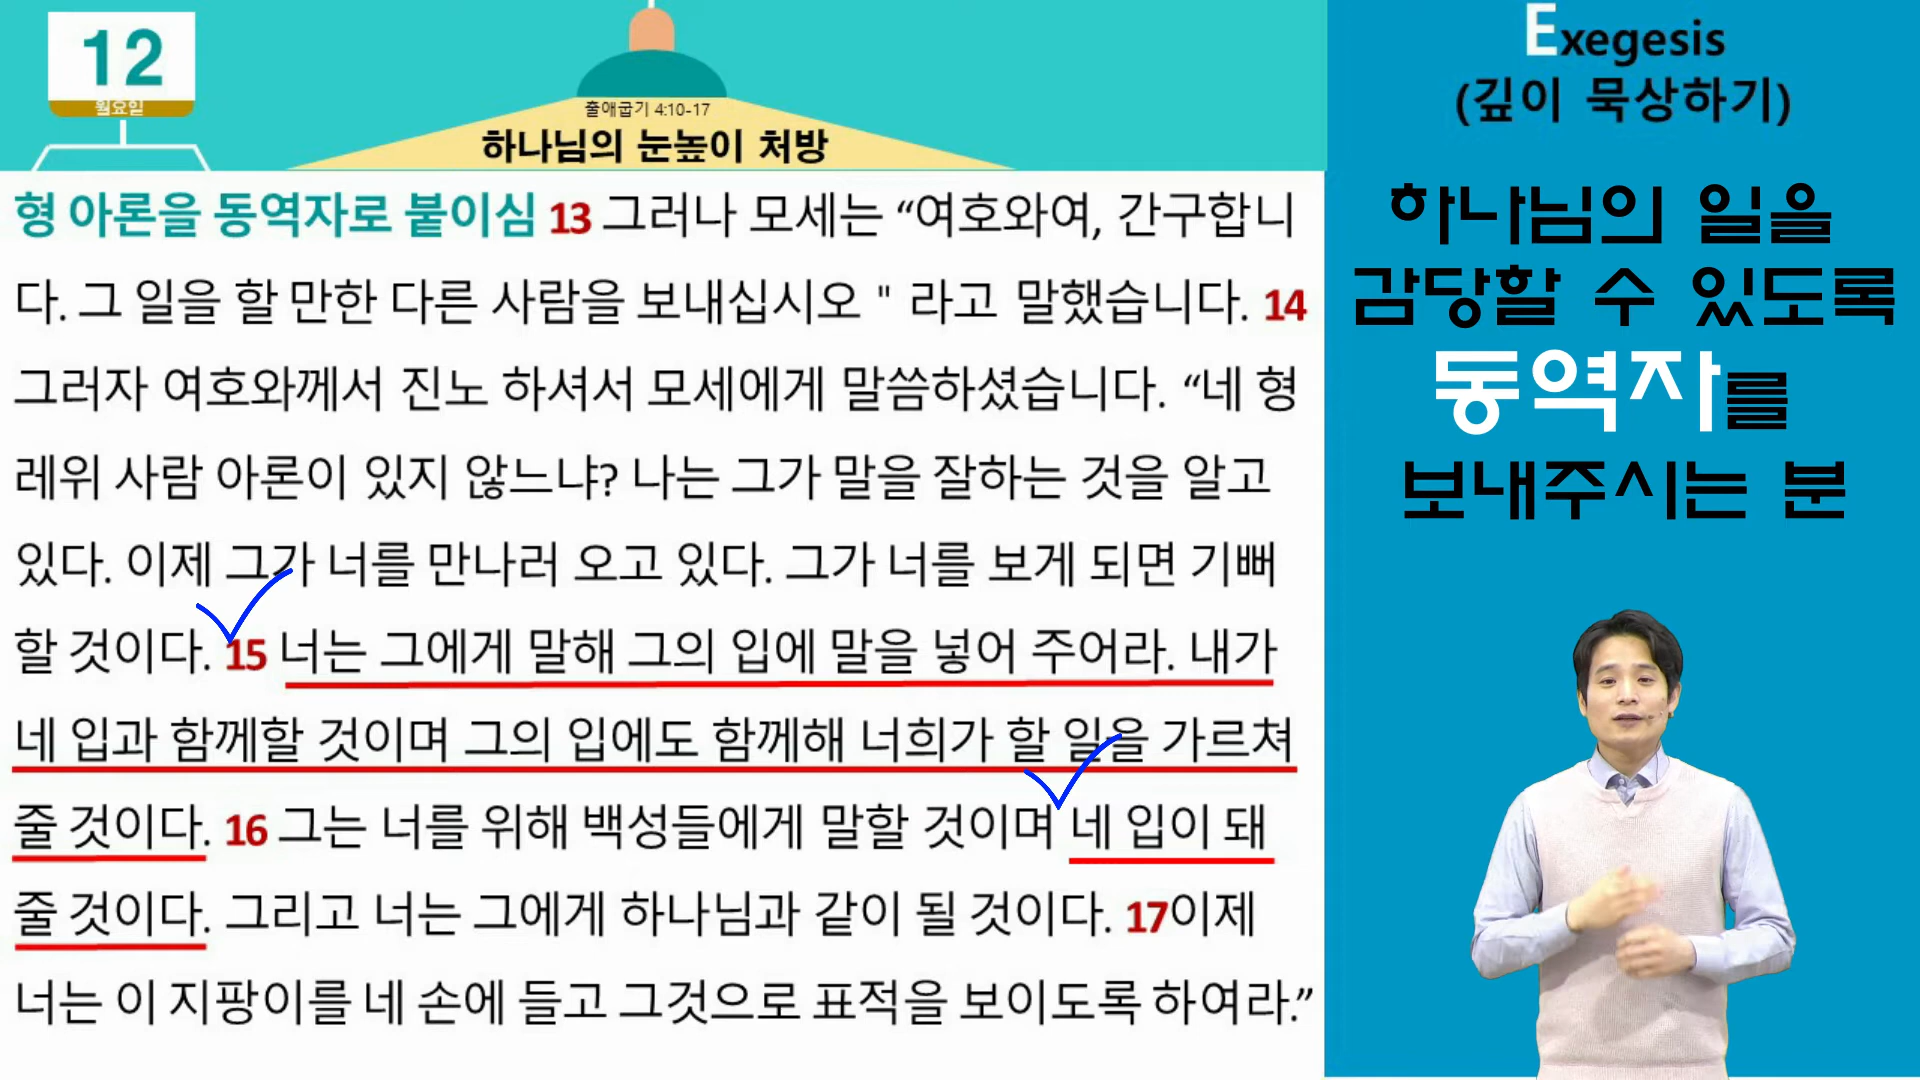 12
월요일
출애굽기 4:10-17
하나님의 눈높이 처방
형 아론을 동역자로 붙이심 13 그러나 모세는 “여호와여, 간구합니
다. 그 일을 할 만한 다른 사람을 보내십시오 " 라고 말했습니다. 14
그러자 여호와께서 진노 하셔서 모세에게 말씀하셨습니다. “네 형
레위 사람 아론이 있지 않느냐? 나는 그가 말을 잘하는 것을 알고
있다. 이제 그가 너를 만나러 오고 있다. 그가 너를 보게 되면 기뻐
할 것이다. 15 너는 그에게 말해 그의 입에 말을 넣어 주어라. 내가
네 입과 함께할 것이며 그의 입에도 함께해 너희가 할 일을 가르쳐
줄 것이다. 16 그는 너를 위해 백성들에게 말할 것이며 네 입이 돼
줄 것이다. 그리고 너는 그에게 하나님과 같이 될 것이다. 17이제
너는 이 지팡이를 네 손에 들고 그것으로 표적을 보이도록 하여라.”
Exegesis
(깊이 묵상하기)
하나님의 일을
감당할 수 있도록
동역자를
보내주시는 분